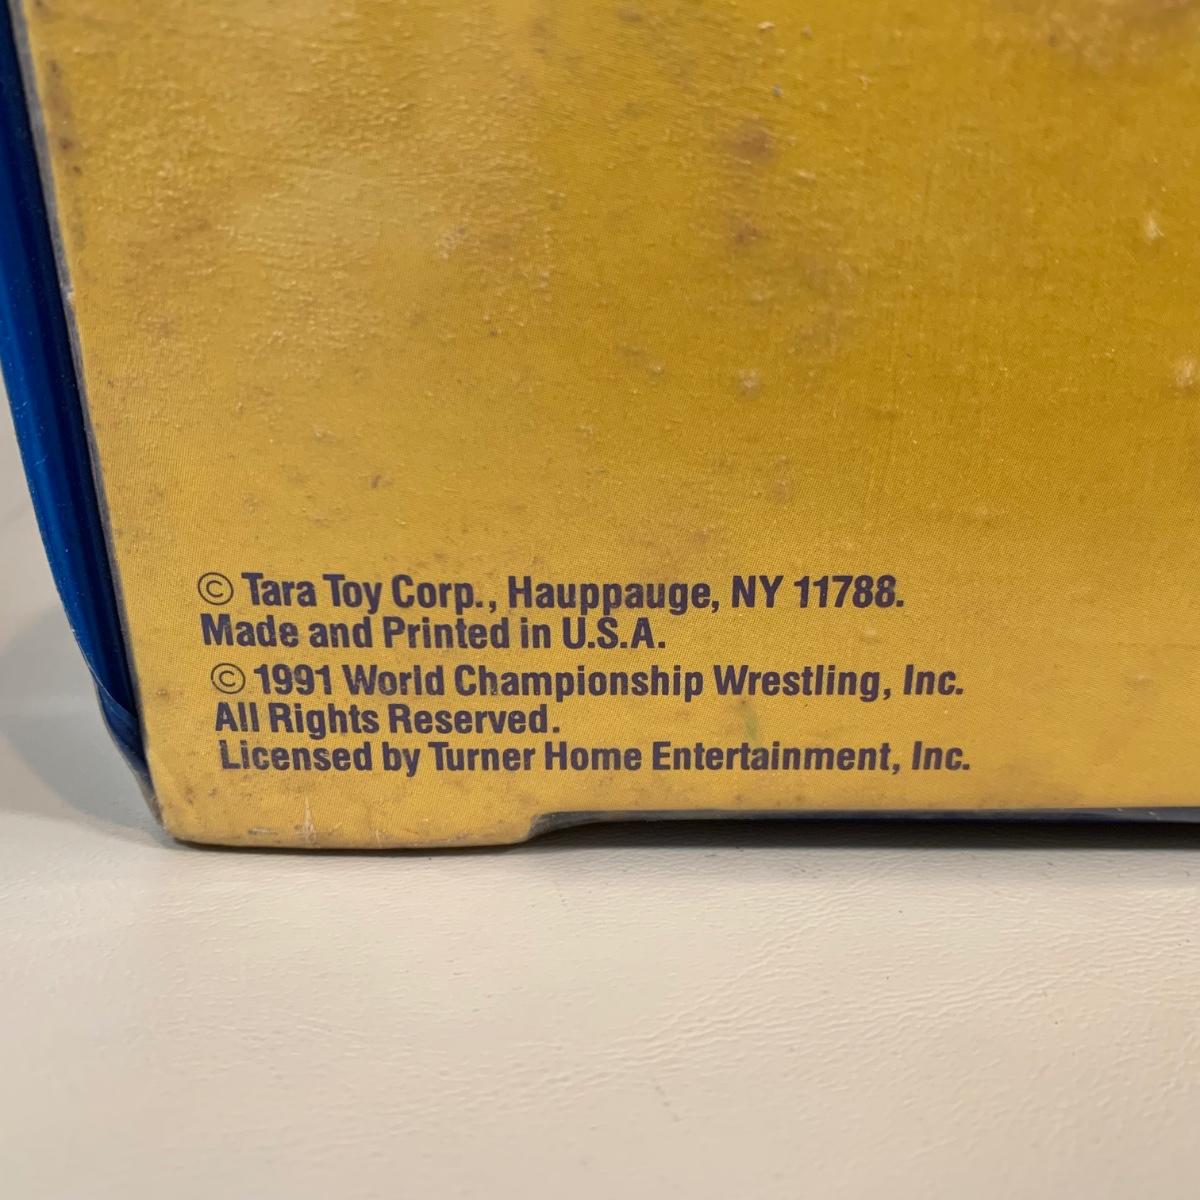 © Tara Toy Corp., Hauppauge, NY 11788.
Made and Printed in U.S.A.
© 1991 World Championship Wrestling, Inc.
All Rights Reserved.
Licensed by Turner Home Entertainment, Inc.